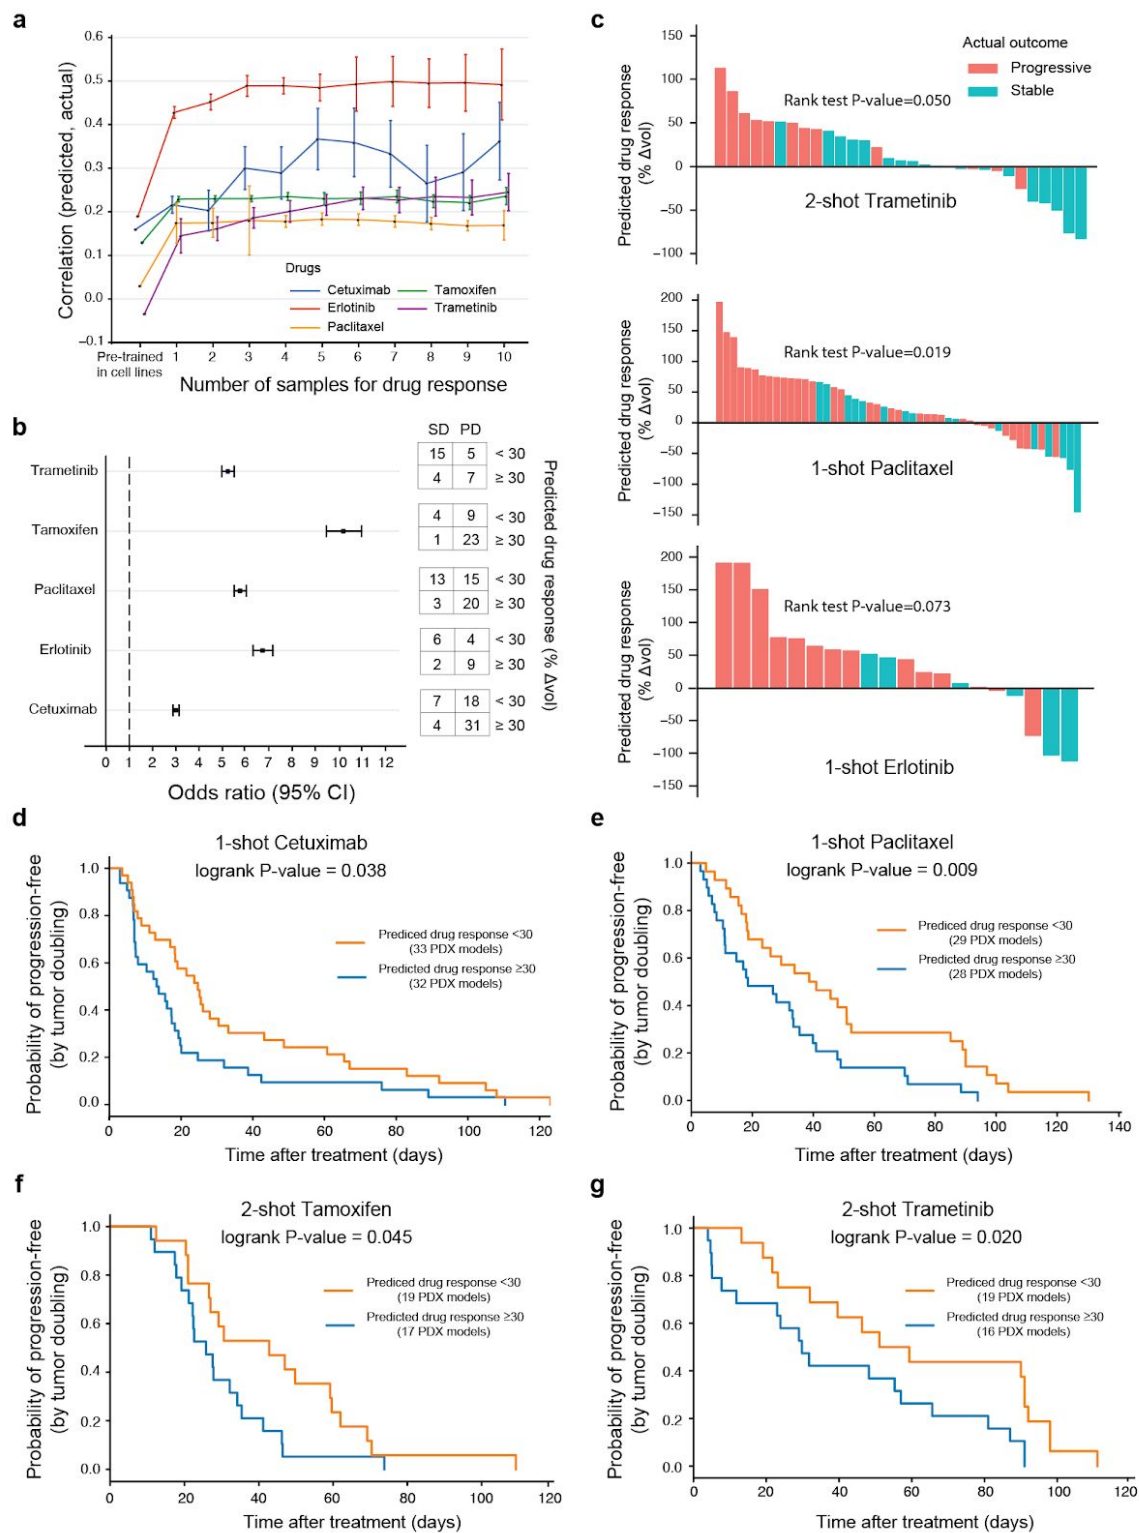 a
Correlation (predicted, actual)
0.6
0.5
0.4
0.3
0.2
0.1
0.0
−0.1
Drugs
Cetuximab
Tamoxifen
Erlotinib
Trametinib
Paclitaxel
Pre-trained
in cell lines
1 2 3 4 5 6 7 8 9 10
Number of samples for drug response
b
Trametinib
Tamoxifen
Paclitaxel
Erlotinib
Cetuximab
0 1 2 3 4 5 6 7 8 9 10 11 12
Odds ratio (95% CI)
SD PD
15 5 < 30
4 7 ≥ 30
4 9 < 30
1 23 ≥ 30
13 15 < 30
3 20 ≥ 30
6 4 < 30
2 9 ≥ 30
7 18 < 30
4 31 ≥ 30
Predicted drug response
(% Δvol)
c
Predicted drug response
(% Δvol)
150
100
50
0
−50
−100
Actual outcome
Progressive
Stable
Rank test P-value=0.050
2-shot Trametinib
Predicted drug response
(% Δvol)
200
150
100
50
0
−50
−100
−150
Rank test P-value=0.019
1-shot Paclitaxel
Predicted drug response
(% Δvol)
200
150
100
50
0
−50
−100
−150
Rank test P-value=0.073
1-shot Erlotinib
d
1-shot Cetuximab
logrank P-value = 0.038
Probability of progression-free
(by tumor doubling)
1.0
0.8
0.6
0.4
0.2
0.0
Prediced drug response <30
(33 PDX models)
Predicted drug response ≥30
(32 PDX models)
0 20 40 60 80 100 120
Time after treatment (days)
e
1-shot Paclitaxel
logrank P-value = 0.009
Probability of progression-free
(by tumor doubling)
1.0
0.8
0.6
0.4
0.2
0.0
Prediced drug response <30
(29 PDX models)
Predicted drug response ≥30
(28 PDX models)
0 20 40 60 80 100 120 140
Time after treatment (days)
f
2-shot Tamoxifen
logrank P-value = 0.045
Probability of progression-free
(by tumor doubling)
1.0
0.8
0.6
0.4
0.2
0.0
Prediced drug response <30
(19 PDX models)
Predicted drug response ≥30
(17 PDX models)
0 20 40 60 80 100 120
Time after treatment (days)
g
2-shot Trametinib
logrank P-value = 0.020
Probability of progression-free
(by tumor doubling)
1.0
0.8
0.6
0.4
0.2
0.0
Prediced drug response <30
(19 PDX models)
Predicted drug response ≥30
(16 PDX models)
0 20 40 60 80 100 120
Time after treatment (days)